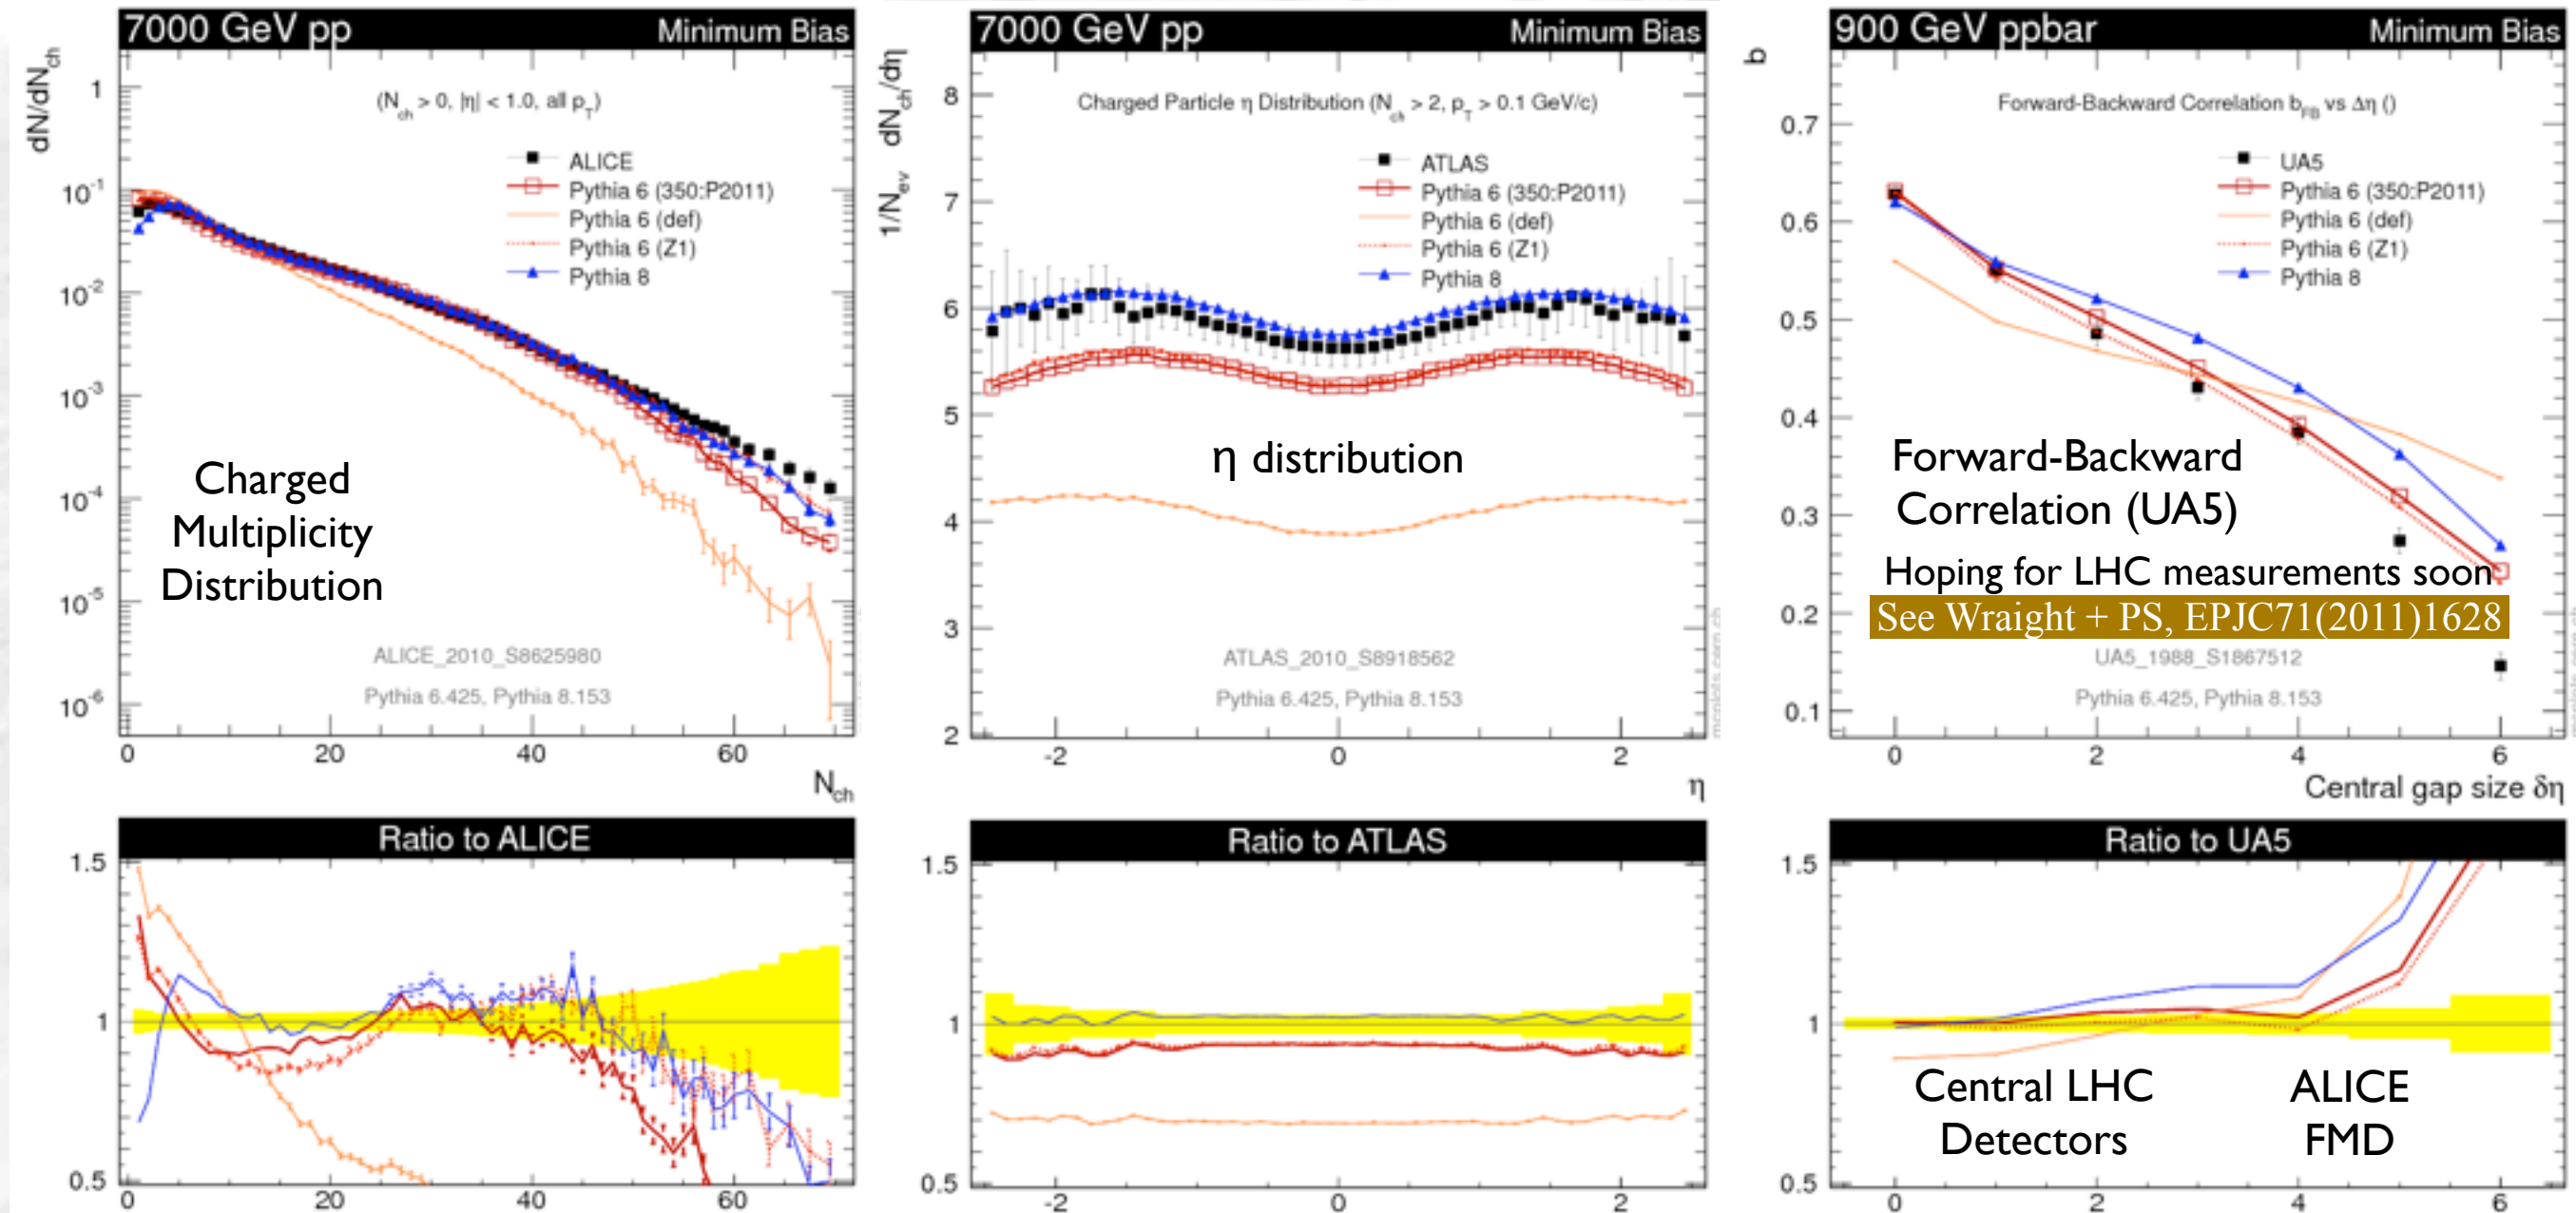 7000 GeV pp Minimum Bias
dN/dN_ch
(N_ch > 0, |η| < 1.0, all p_T)
ALICE
Pythia 6 (350:P2011)
Pythia 6 (def)
Pythia 6 (Z1)
Pythia 8
1
10^-1
10^-2
10^-3
10^-4
10^-5
10^-6
Charged
Multiplicity
Distribution
ALICE_2010_S8625980
Pythia 6.425, Pythia 8.153
0 20 40 60
N_ch
Ratio to ALICE
1.5
1
0.5
0 20 40 60
7000 GeV pp Minimum Bias
1/N_ev dN_ch/dη
Charged Particle η Distribution (N_ch > 2, p_T > 0.1 GeV/c)
ATLAS
Pythia 6 (350:P2011)
Pythia 6 (def)
Pythia 6 (Z1)
Pythia 8
8
7
6
5
4
3
2
η distribution
ATLAS_2010_S8918562
Pythia 6.425, Pythia 8.153
mcplots.cern.ch
-2 0 2
η
Ratio to ATLAS
1.5
1
0.5
-2 0 2
900 GeV ppbar Minimum Bias
b
Forward-Backward Correlation b_FB vs Δη ()
UA5
Pythia 6 (350:P2011)
Pythia 6 (def)
Pythia 6 (Z1)
Pythia 8
0.7
0.6
0.5
0.4
0.3
0.2
0.1
Forward-Backward
Correlation (UA5)
Hoping for LHC measurements soon
See Wraight + PS, EPJC71(2011)1628
UA5_1988_S1867512
Pythia 6.425, Pythia 8.153
0 2 4 6
Central gap size δη
Ratio to UA5
1.5
1
0.5
Central LHC
Detectors
ALICE
FMD
0 2 4 6